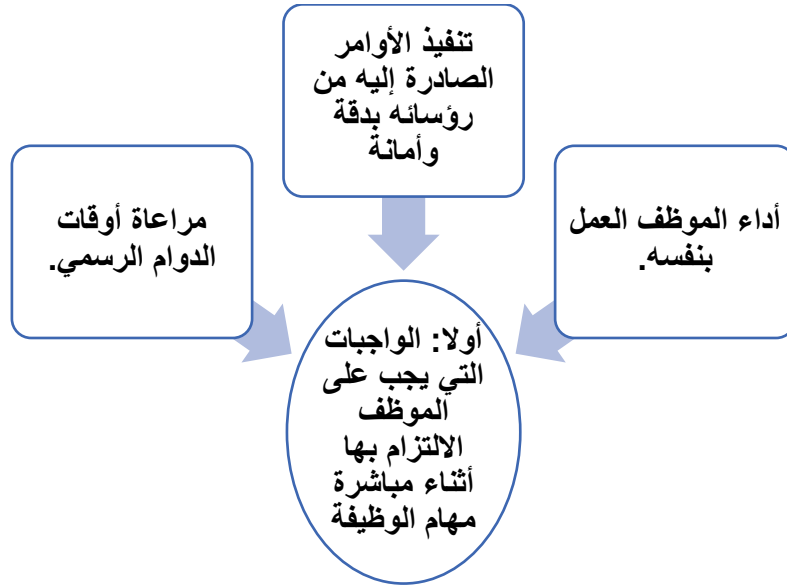 تنفيذ الأوامر
الصادرة إليه من
رؤسائه بدقة
وأمانة
أداء الموظف العمل
بنفسه.
مراعاة أوقات
الدوام الرسمي.
أولا: الواجبات
التي يجب على
الموظف
الالتزام بها
أثناء مباشرة
مهام الوظيفة